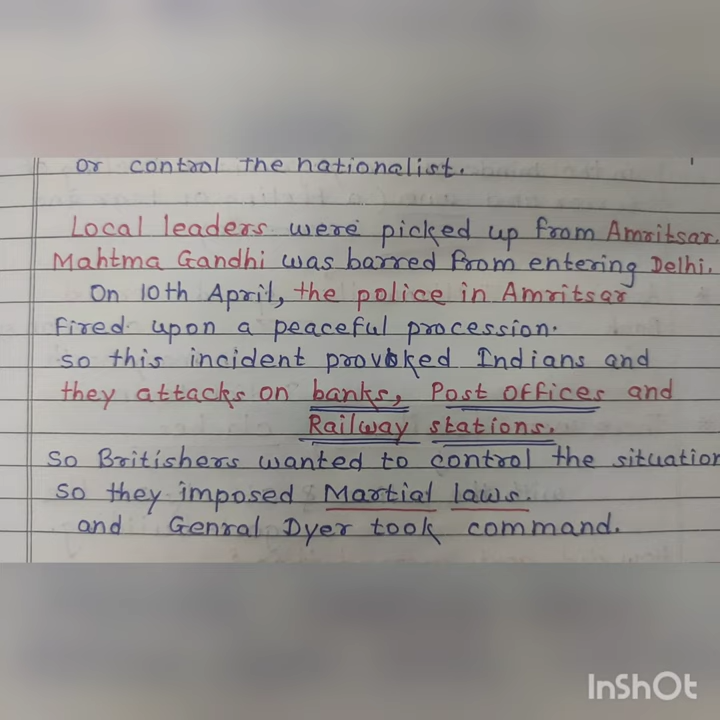 or control the nationalist.
Local leaders were picked up from Amritsar.
Mahtma Gandhi was barred from entering Delhi.
On 10th April, the police in Amritsar
fired upon a peaceful procession.
so this incident provoked Indians and
they attacks on banks, Post offices and
Railway stations.
So Britishers wanted to control the situation
so they imposed Martial laws.
and Genral Dyer took command.
InShOt